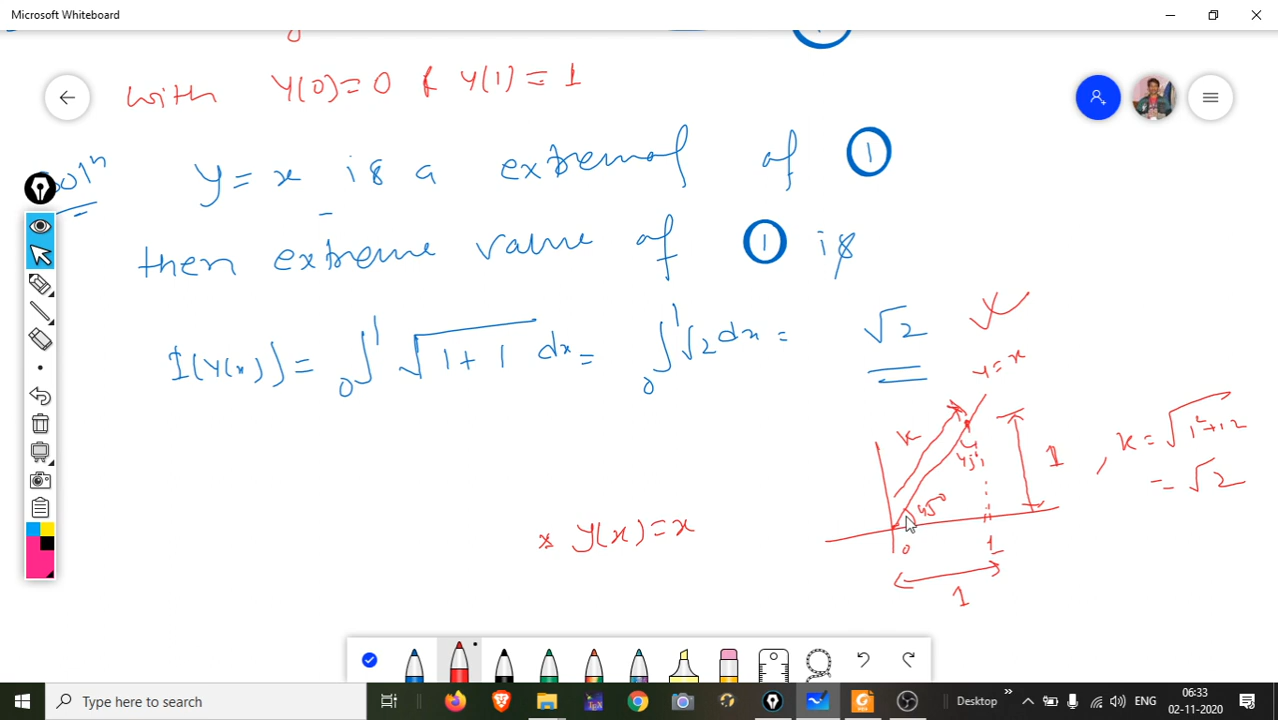 Microsoft Whiteboard
with y(0)=0 & y(1)=1
Solⁿ y=x is a extremal of ①
then extreme value of ① is
I(y(x))= ∫₀¹ √1+1 dx= ∫₀¹ √2 dx= √2
y=x
k
1
, k=√1²+1²
=√2
45°
45°
* y(x)=x
0 1
1
Type here to search
Desktop
ENG
06:33
02-11-2020